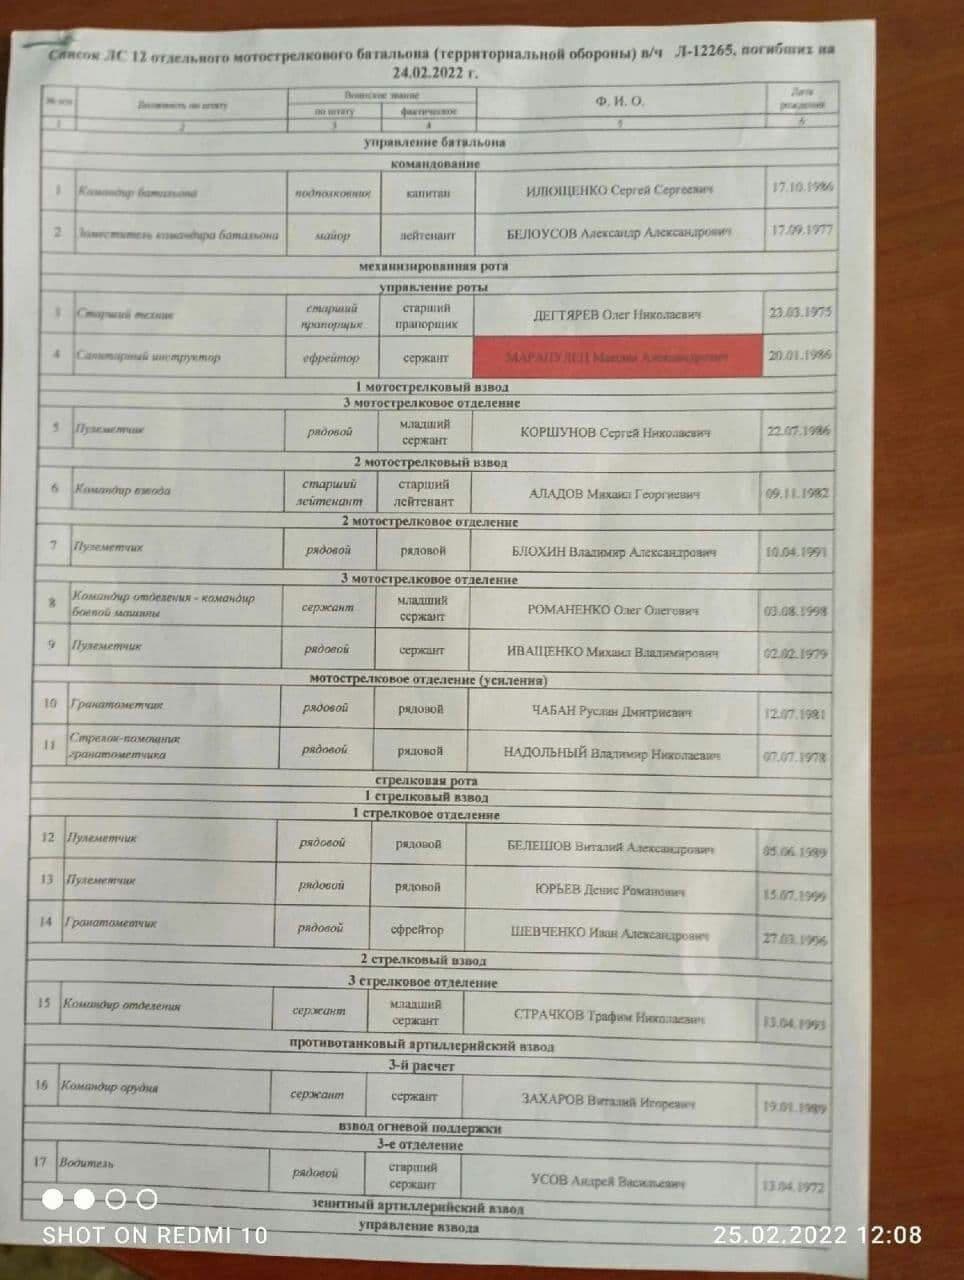 Список ЛС 12 отдельного мотострелкового батальона (территориальной обороны) в/ч Л-12265, погибших на
24.02.2022 г.
№ п/п Должность по штату Воинское звание Ф. И. О. Дата рождения
по штату фактическое
1 2 3 4 5 6
управление батальона
командование
1 Командир батальона подполковник капитан ИЛЮЩЕНКО Сергей Сергеевич 17.10.1986
2 Заместитель командира батальона майор лейтенант БЕЛОУСОВ Александр Александрович 17.09.1977
механизированная рота
управление роты
3 Старший техник старший прапорщик старший прапорщик ДЕГТЯРЕВ Олег Николаевич 23.03.1975
4 Санитарный инструктор ефрейтор сержант Александрович 20.01.1986
1 мотострелковый взвод
3 мотострелковое отделение
5 Пулеметчик рядовой младший сержант КОРШУНОВ Сергей Николаевич 22.07.1986
2 мотострелковый взвод
6 Командир взвода старший лейтенант старший лейтенант АЛАДОВ Михаил Георгиевич 09.11.1982
2 мотострелковое отделение
7 Пулеметчик рядовой рядовой БЛОХИН Владимир Александрович 10.04.1991
3 мотострелковое отделение
8 Командир отделения - командир боевой машины сержант младший сержант РОМАНЕНКО Олег Олегович 03.08.1998
9 Пулеметчик рядовой сержант ИВАЩЕНКО Михаил Владимирович 02.02.1979
мотострелковое отделение (усиления)
10 Гранатометчик рядовой рядовой ЧАБАН Руслан Дмитриевич 12.07.1981
11 Стрелок-помощник гранатометчика рядовой рядовой НАДОЛЬНЫЙ Владимир Николаевич 07.07.1978
стрелковая рота
1 стрелковый взвод
1 стрелковое отделение
12 Пулеметчик рядовой рядовой БЕЛЕШОВ Виталий Александрович 05.06.1989
13 Пулеметчик рядовой рядовой ЮРЬЕВ Денис Романович 15.07.1999
14 Гранатометчик рядовой ефрейтор ШЕВЧЕНКО Иван Александрович 27.03.1996
2 стрелковый взвод
3 стрелковое отделение
15 Командир отделения сержант младший сержант СТРАЧКОВ Трафим Николаевич 13.04.1993
противотанковый артиллерийский взвод
3-й расчет
16 Командир орудия сержант сержант ЗАХАРОВ Виталий Игоревич 19.01.1989
взвод огневой поддержки
3-е отделение
17 Водитель рядовой старший сержант УСОВ Андрей Васильевич 13.04.1972
зенитный артиллерийский взвод
управление взвода
SHOT ON REDMI 10 25.02.2022 12:08